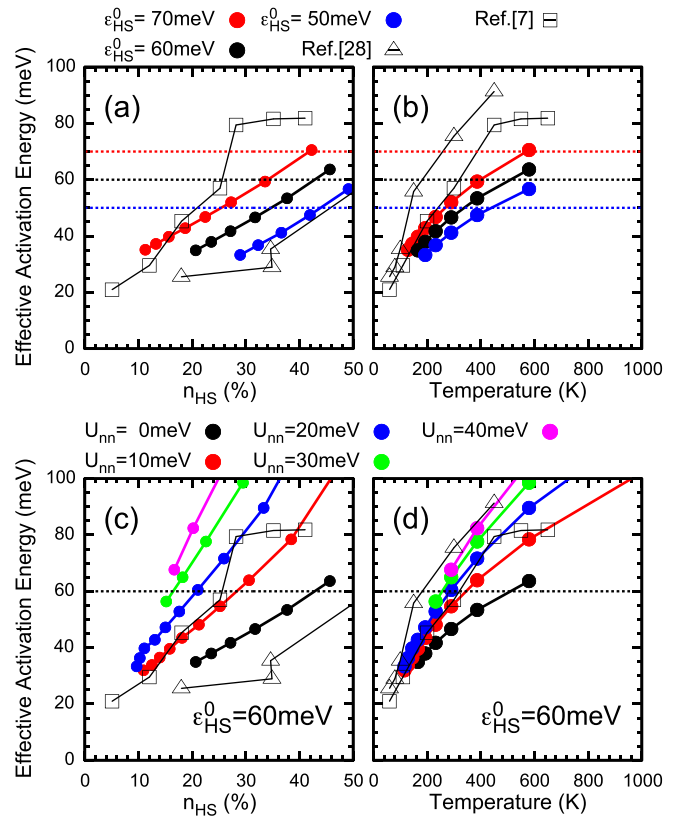 ε⁰HS= 70meV ε⁰HS= 50meV Ref.[7]
ε⁰HS= 60meV Ref.[28]
Effective Activation Energy (meV)
100
80
60
40
20
0
(a)
0 10 20 30 40 50
nHS (%)
(b)
0 200 400 600 800 1000
Temperature (K)
Unn= 0meV Unn=20meV Unn=40meV
Unn=10meV Unn=30meV
Effective Activation Energy (meV)
100
80
60
40
20
0
(c)
ε⁰HS=60meV
0 10 20 30 40 50
nHS (%)
(d)
ε⁰HS=60meV
0 200 400 600 800 1000
Temperature (K)